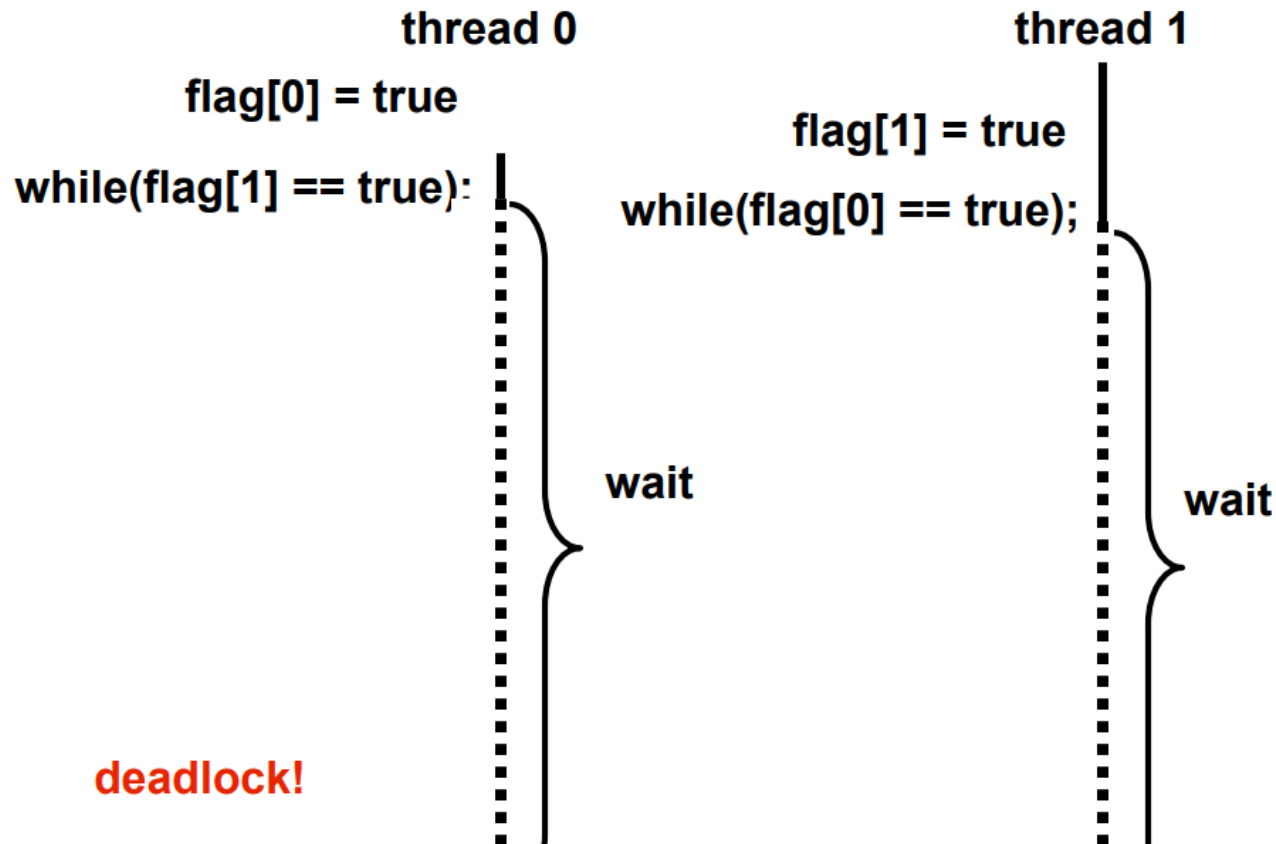 thread 0
flag[0] = true
while(flag[1] == true);
wait
deadlock!
thread 1
flag[1] = true
while(flag[0] == true);
wait